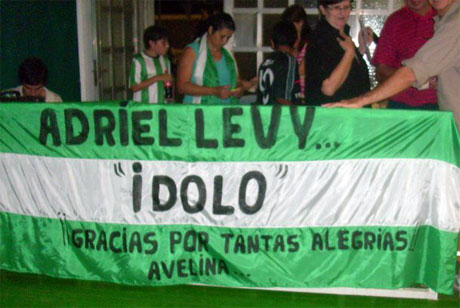 ADRIEL LEVY...
"iDOLO"
¡¡GRACIAS POR TANTAS ALEGRIAS!
AVELINA...